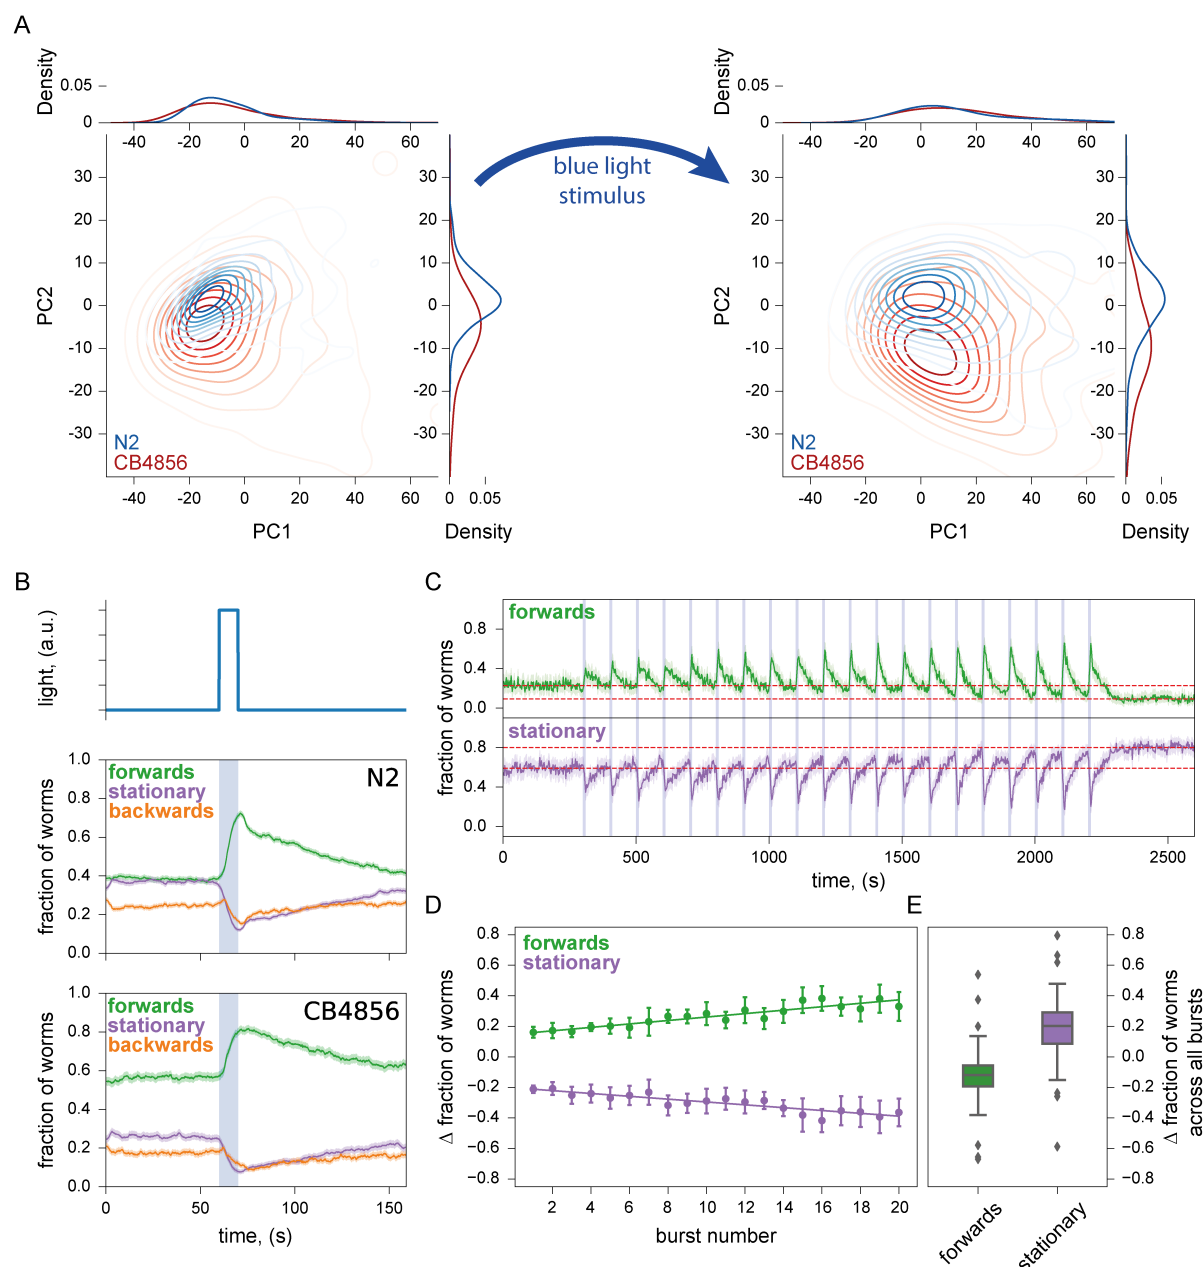 A
Density
0.05
0
-40 -20 0 20 40 60
PC2
30
20
10
0
-10
-20
-30
N2
CB4856
-40 -20 0 20 40 60
PC1
30
20
10
0
-10
-20
-30
0 0.05
Density
blue light
stimulus
Density
0.05
0
-40 -20 0 20 40 60
PC2
30
20
10
0
-10
-20
-30
N2
CB4856
-40 -20 0 20 40 60
PC1
30
20
10
0
-10
-20
-30
0 0.05
Density
B
light, (a.u.)
fraction of worms
1.0
0.8
0.6
0.4
0.2
0.0
forwards
stationary
backwards
N2
0 50 100
fraction of worms
1.0
0.8
0.6
0.4
0.2
0.0
forwards
stationary
backwards
CB4856
0 50 100
time, (s)
C
fraction of worms
0.8
0.4
0.0
forwards
fraction of worms
0.8
0.4
0.0
stationary
0 500 1000 1500 2000 2500
time, (s)
D
Δ fraction of worms
0.8
0.6
0.4
0.2
0.0
−0.2
−0.4
−0.6
−0.8
forwards
stationary
2 4 6 8 10 12 14 16 18 20
burst number
E
0.8
0.6
0.4
0.2
0.0
−0.2
−0.4
−0.6
−0.8
Δ fraction of worms
across all bursts
forwards
stationary